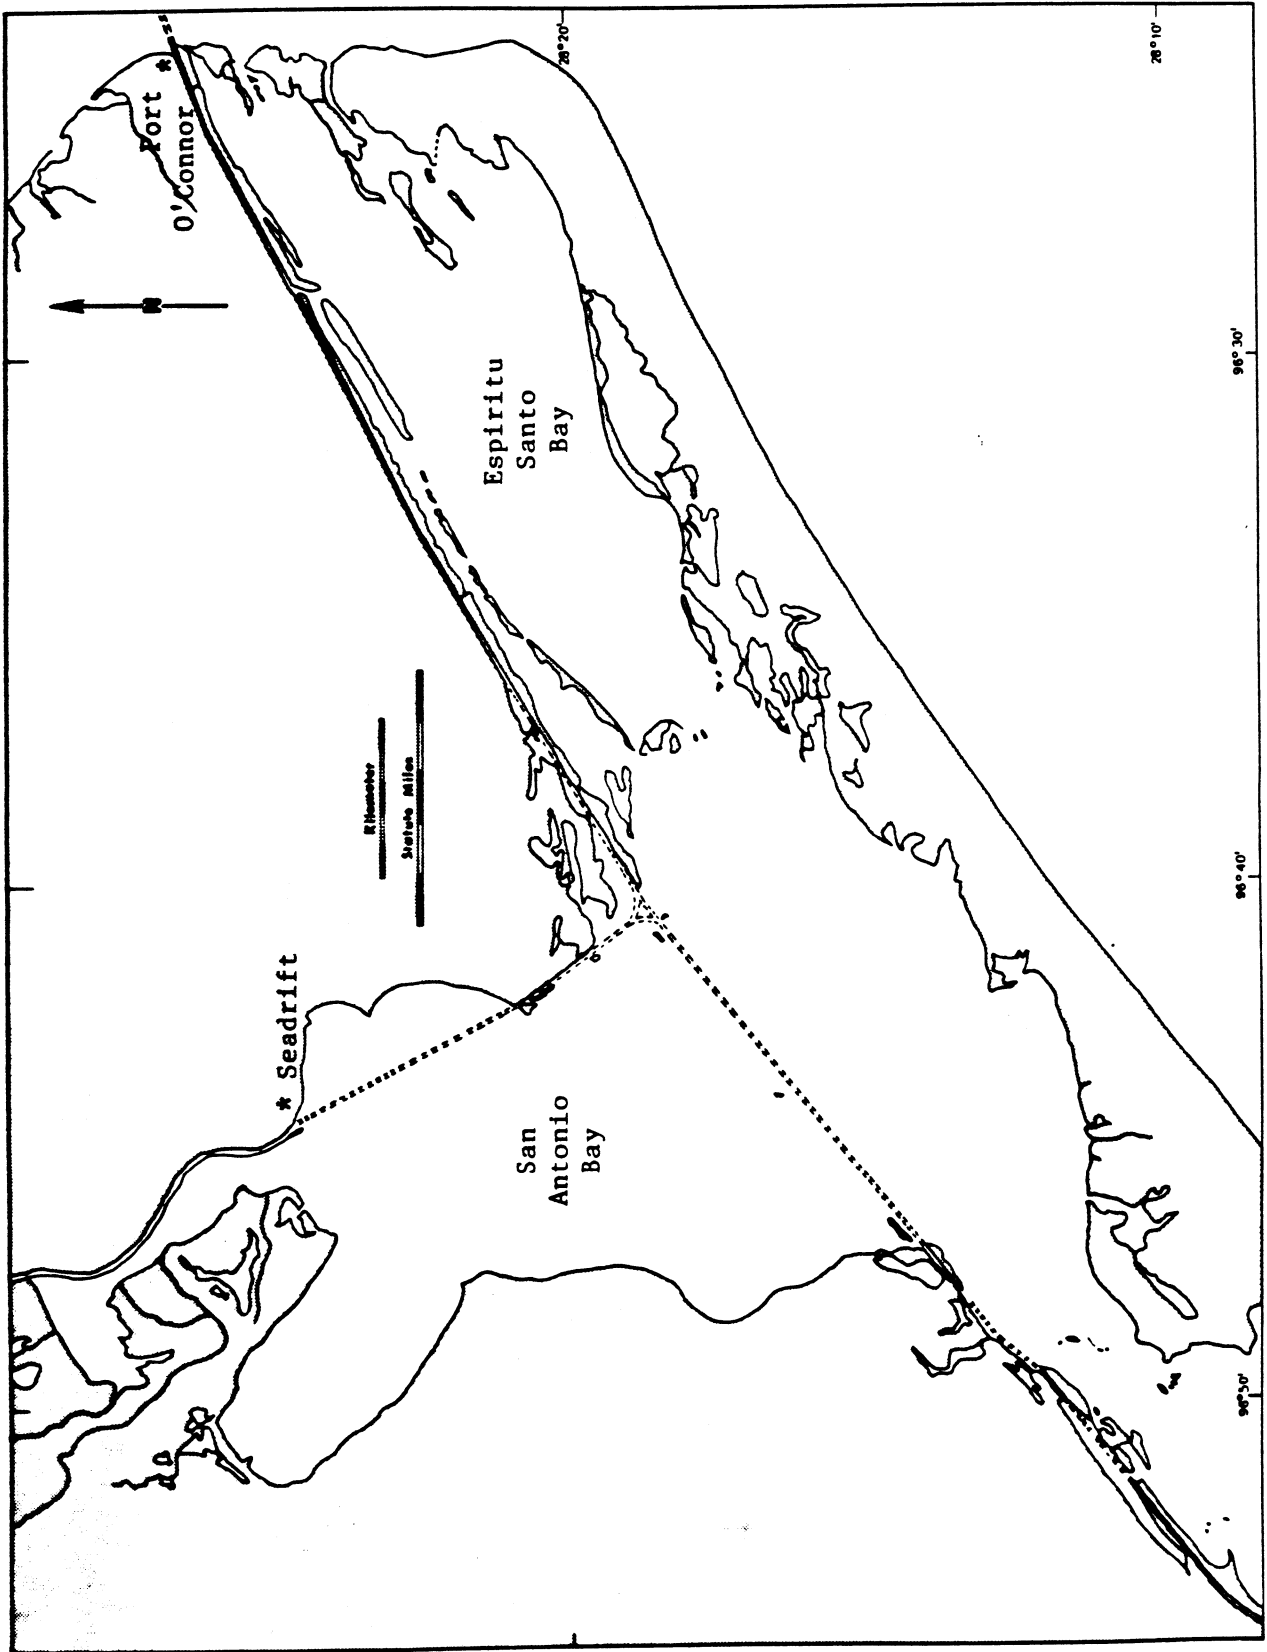 Port
O'Connor
*
28°20'
28°10'
N
Espiritu
Santo
Bay
96°30'
Kilometer
Statute Miles
* Seadrift
San
Antonio
Bay
96°40'
96°50'